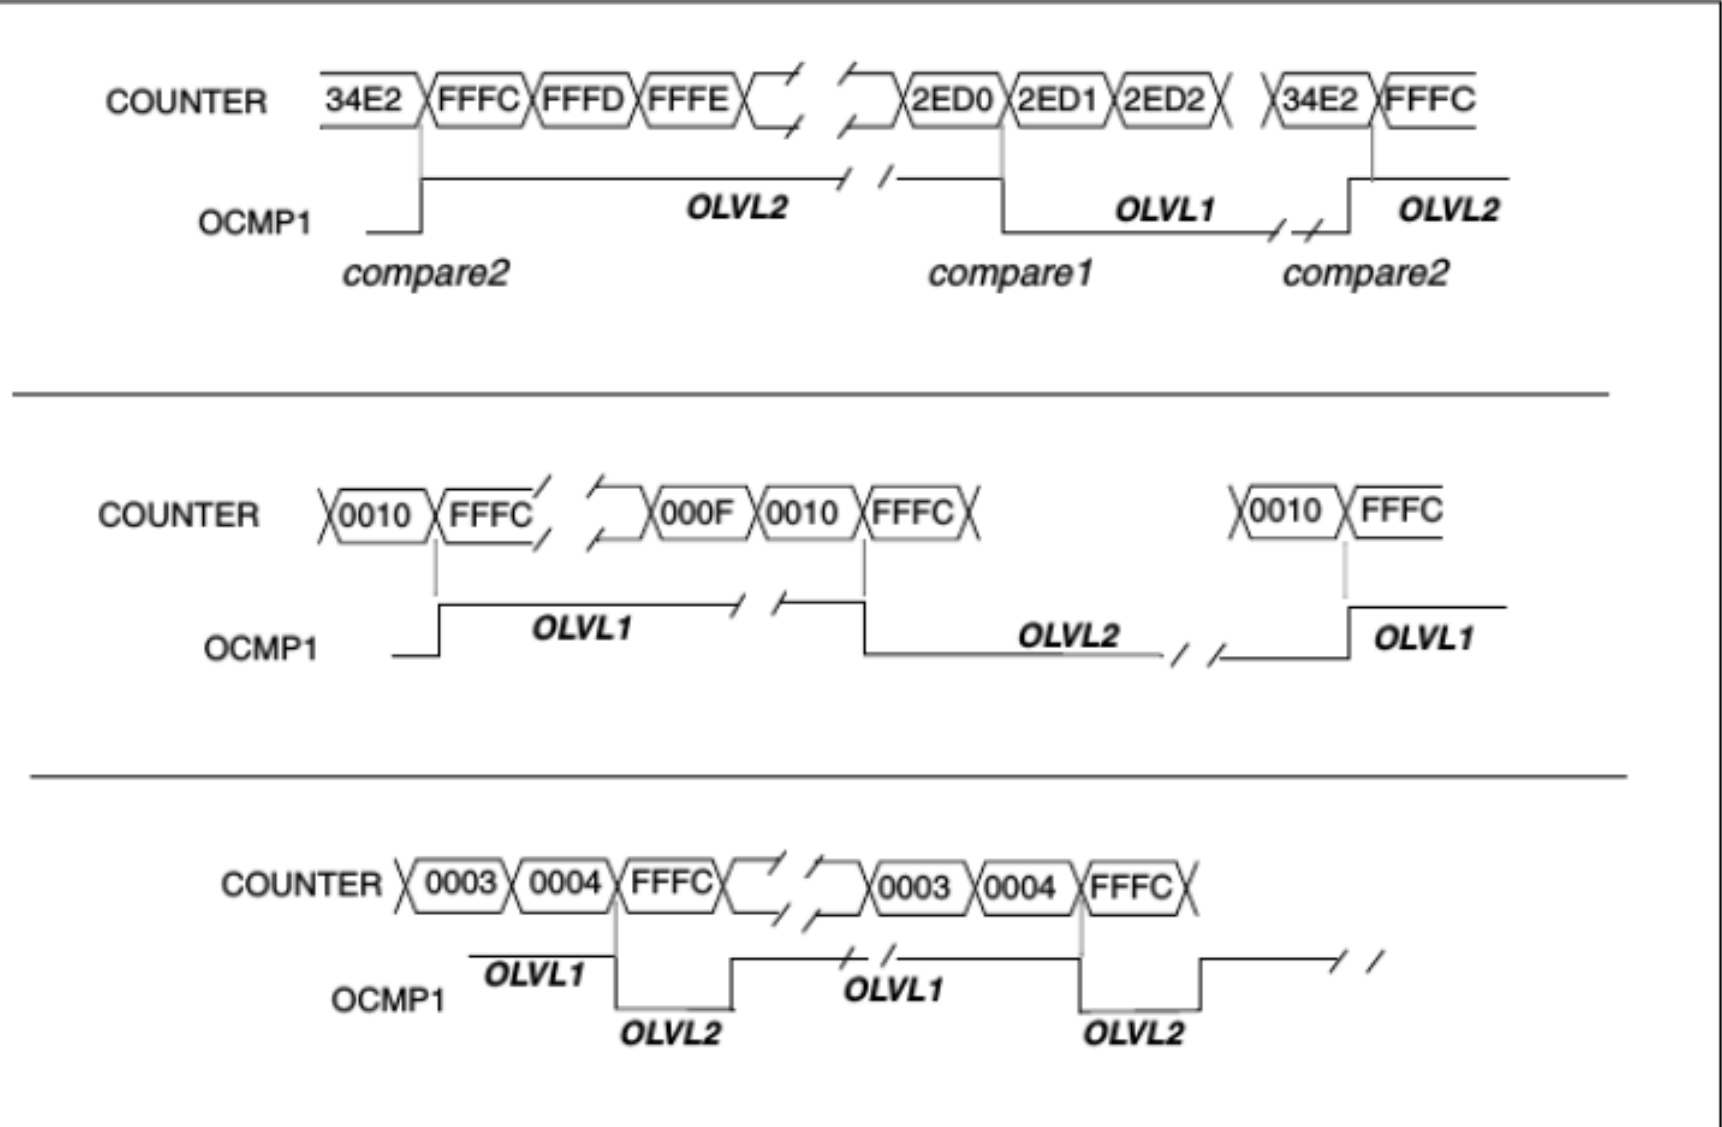 COUNTER 34E2 FFFC FFFD FFFE 2ED0 2ED1 2ED2 34E2 FFFC
OCMP1 OLVL2 OLVL1 OLVL2
compare2 compare1 compare2
COUNTER 0010 FFFC 000F 0010 FFFC 0010 FFFC
OCMP1 OLVL1 OLVL2 OLVL1
COUNTER 0003 0004 FFFC 0003 0004 FFFC
OCMP1 OLVL1 OLVL1
OLVL2 OLVL2